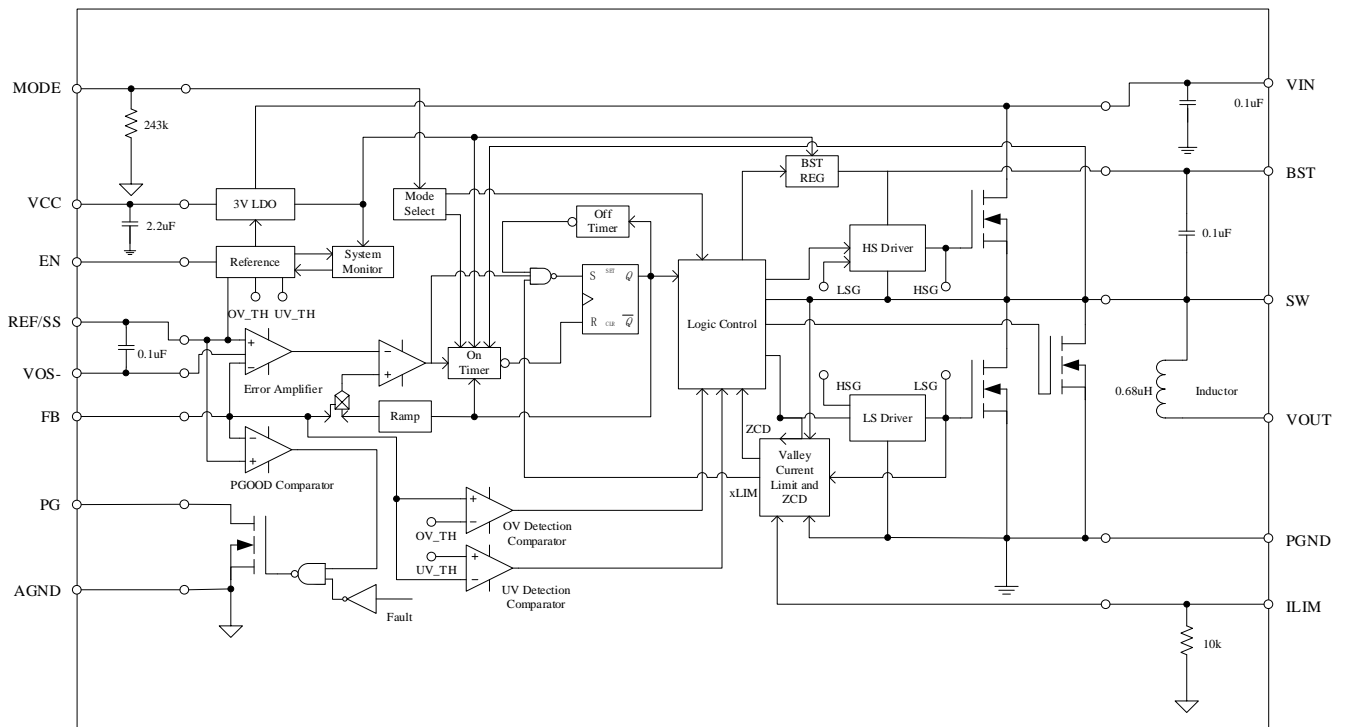 MODE
243k
VCC
2.2uF
EN
REF/SS
0.1uF
VOS-
FB
PG
AGND
3V LDO
Reference
System
Monitor
OV_TH
UV_TH
Error Amplifier
PGOOD Comparator
Fault
Mode
Select
Off
Timer
On
Timer
Ramp
S
SET
Q
R
CLR
Q
OV_TH
OV Detection
Comparator
UV_TH
UV Detection
Comparator
Logic Control
BST
REG
HS Driver
LSG
HSG
HSG
LSG
LS Driver
ZCD
xLIM
Valley
Current
Limit and
ZCD
VIN
0.1uF
BST
0.1uF
SW
0.68uH
Inductor
VOUT
PGND
ILIM
10k